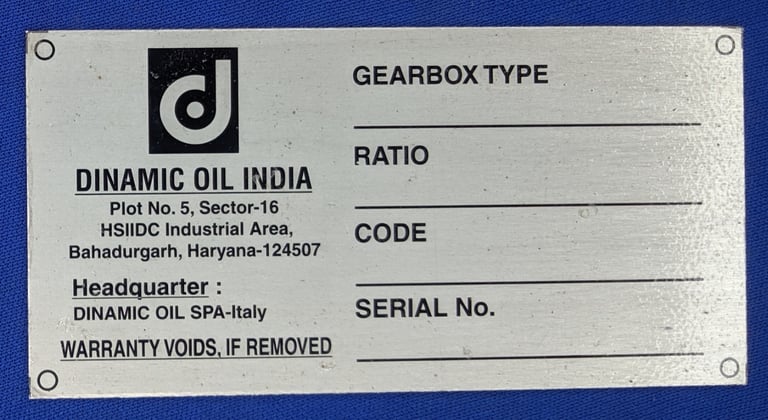 d
DINAMIC OIL INDIA
Plot No. 5, Sector-16
HSIIDC Industrial Area,
Bahadurgarh, Haryana-124507
Headquarter :
DINAMIC OIL SPA-Italy
WARRANTY VOIDS, IF REMOVED
GEARBOX TYPE
RATIO
CODE
SERIAL No.